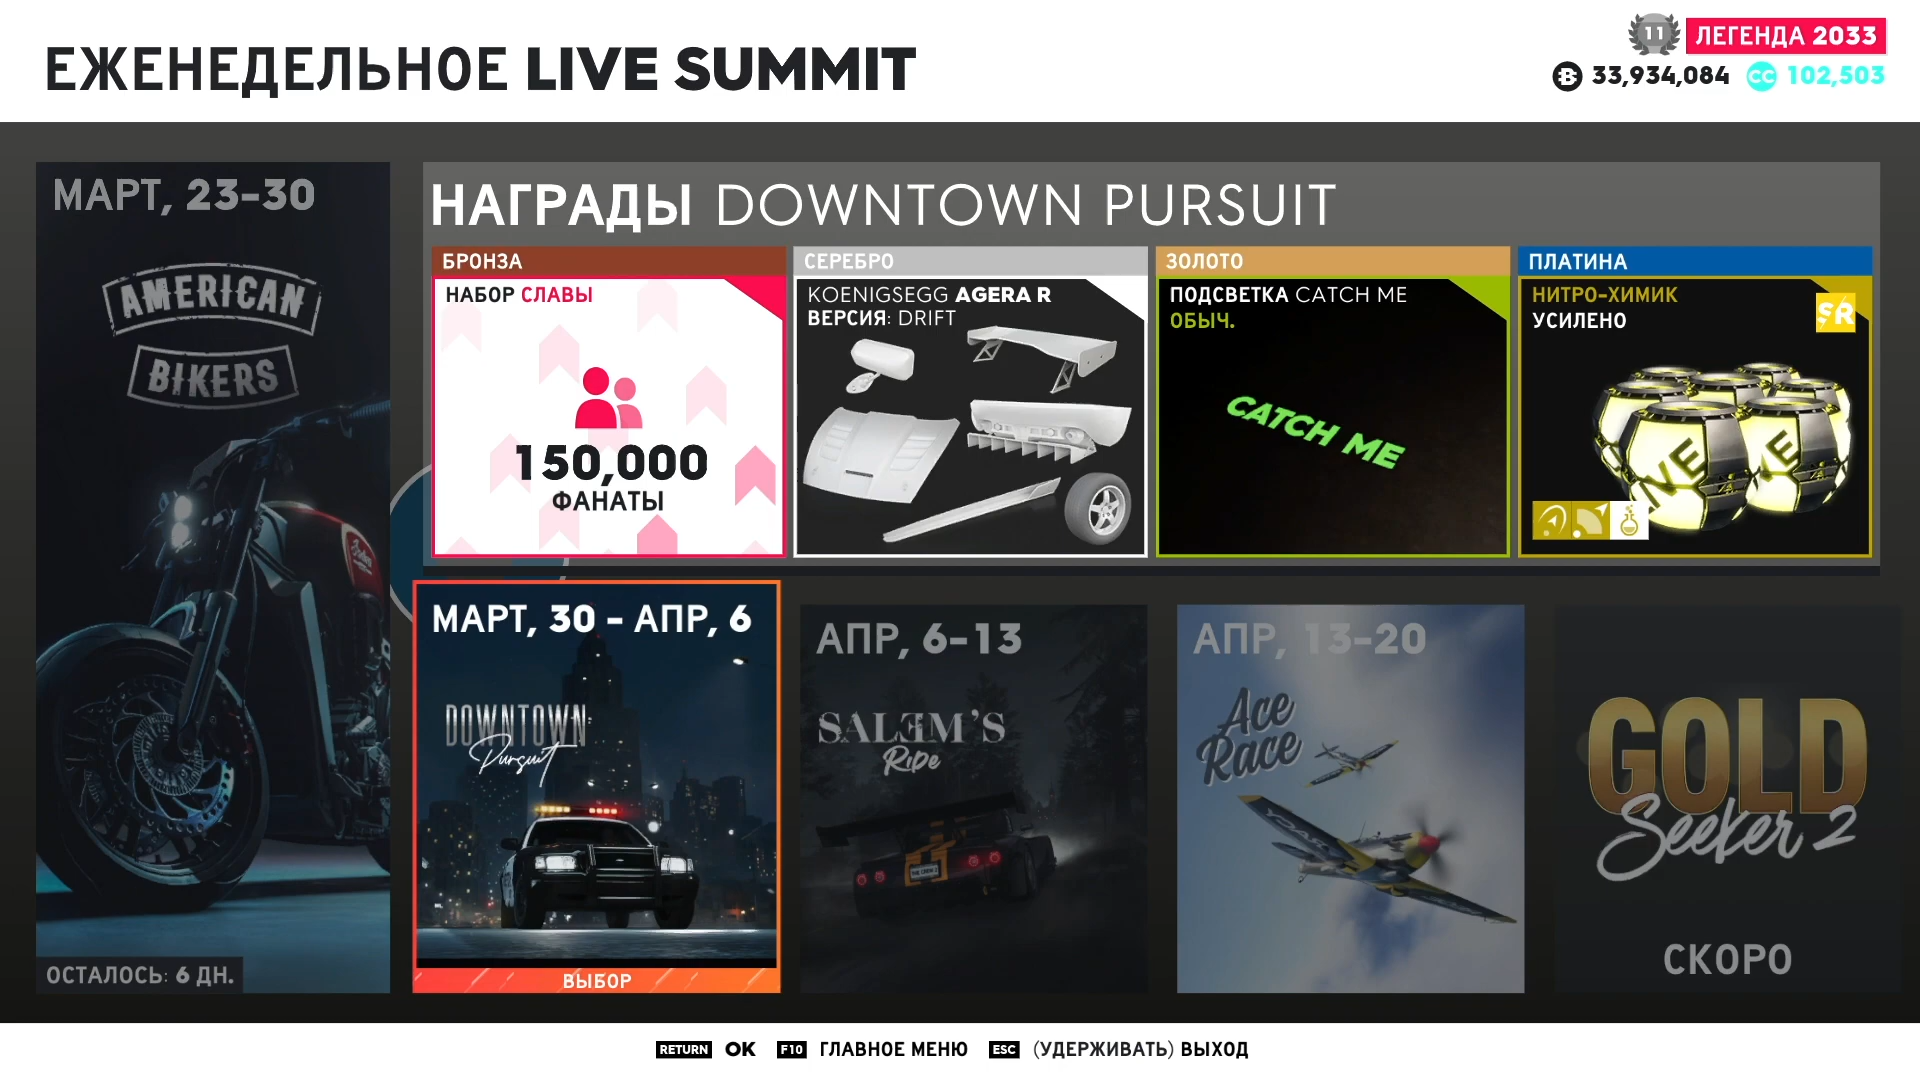 ЕЖЕНЕДЕЛЬНОЕ LIVE SUMMIT
11
ЛЕГЕНДА 2033
33,934,084
CC 102,503
МАРТ, 23-30
AMERICAN
BIKERS
ОСТАЛОСЬ: 6 ДН.
НАГРАДЫ DOWNTOWN PURSUIT
БРОНЗА
НАБОР СЛАВЫ
150,000
ФАНАТЫ
СЕРЕБРО
KOENIGSEGG AGERA R
ВЕРСИЯ: DRIFT
ЗОЛОТО
ПОДСВЕТКА CATCH ME
ОБЫЧ.
CATCH ME
ПЛАТИНА
НИТРО-ХИМИК
УСИЛЕНО
SR
МАРТ, 30 - АПР, 6
DOWNTOWN
Pursuit
ВЫБОР
АПР, 6-13
SALEM'S
Ride
АПР, 13-20
Ace
Race
GOLD
Seeker 2
СКОРО
RETURN OK F10 ГЛАВНОЕ МЕНЮ ESC (УДЕРЖИВАТЬ) ВЫХОД